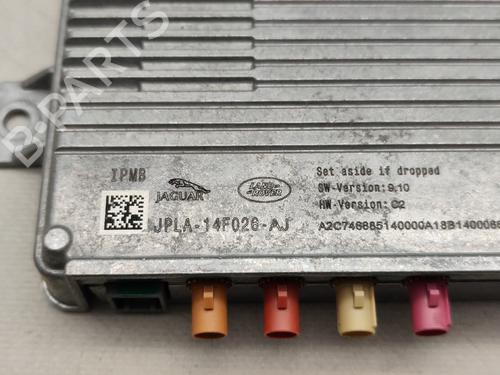 B-PARTS
IPMB
JAGUAR
LAND-
ROVER
Set aside if dropped
SW-Version: 9.10
HW-Version: C2
JPLA-14F026-AJ